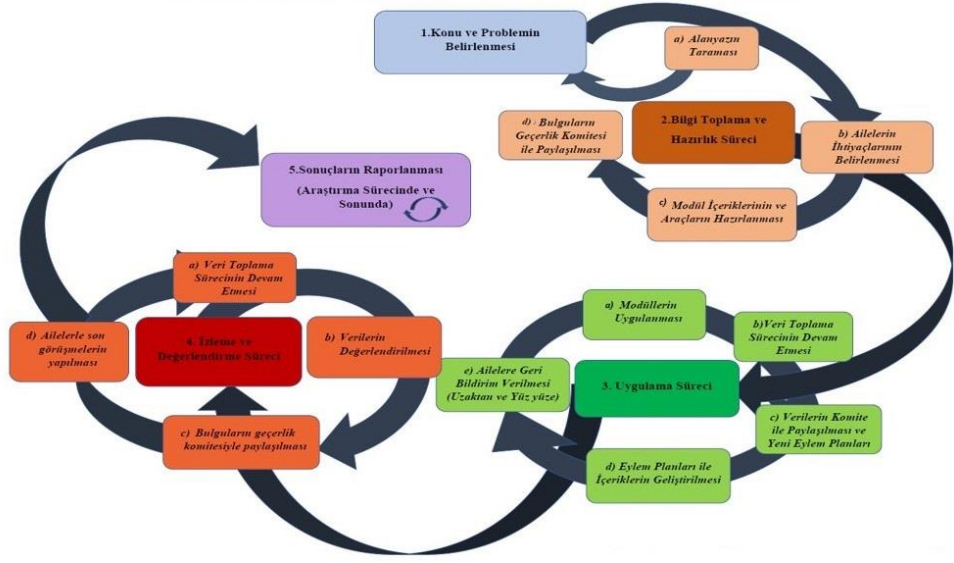 1.Konu ve Problemin
Belirlenmesi
a) Alanyazın
Taraması
2.Bilgi Toplama ve
Hazırlık Süreci
b) Ailelerin
İhtiyaçlarının
Belirlenmesi
c) Modül İçeriklerinin ve
Araçların Hazırlanması
d) Bulguların
Geçerlik Komitesi
ile Paylaşılması
3. Uygulama Süreci
a) Modüllerin
Uygulanması
b)Veri Toplama
Sürecinin Devam
Etmesi
c) Verilerin Komite
ile Paylaşılması ve
Yeni Eylem Planları
d) Eylem Planları ile
İçeriklerin Geliştirilmesi
e) Ailelere Geri
Bildirim Verilmesi
(Uzaktan ve Yüz yüze)
4. İzleme ve
Değerlendirme Süreci
a) Veri Toplama
Sürecinin Devam
Etmesi
b) Verilerin
Değerlendirilmesi
c) Bulguların geçerlik
komitesiyle paylaşılması
d) Ailelerle son
görüşmelerin
yapılması
5.Sonuçların Raporlanması
(Araştırma Sürecinde ve
Sonunda)